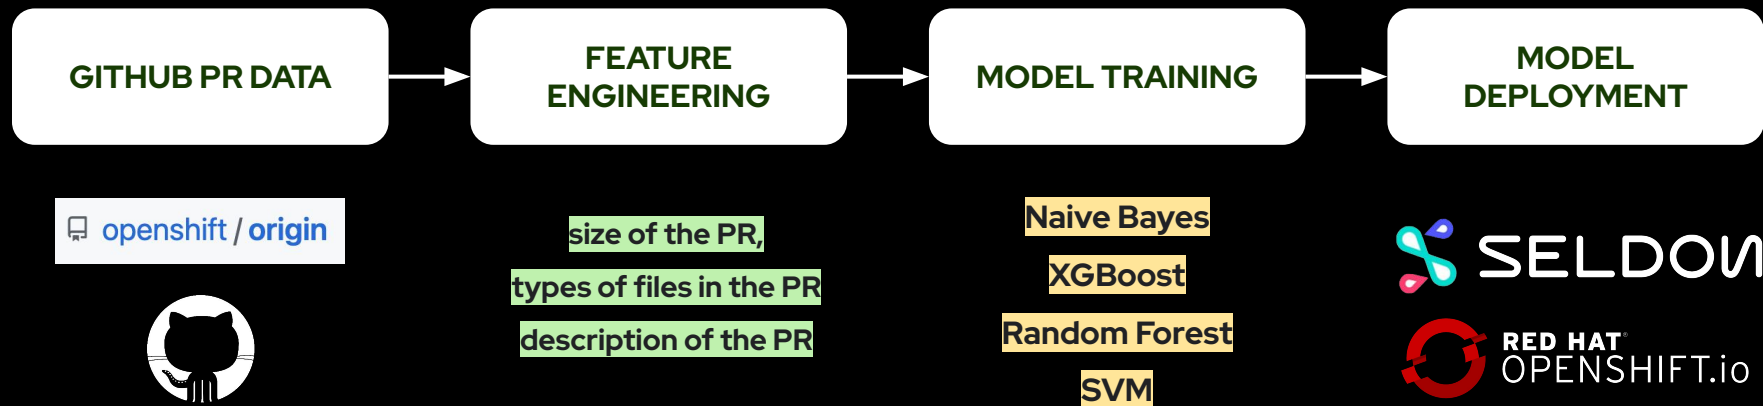 GITHUB PR DATA
FEATURE
ENGINEERING
MODEL TRAINING
MODEL
DEPLOYMENT
openshift / origin
size of the PR,
types of files in the PR
description of the PR
Naive Bayes
XGBoost
Random Forest
SVM
SELDON
RED HAT®
OPENSHIFT.io